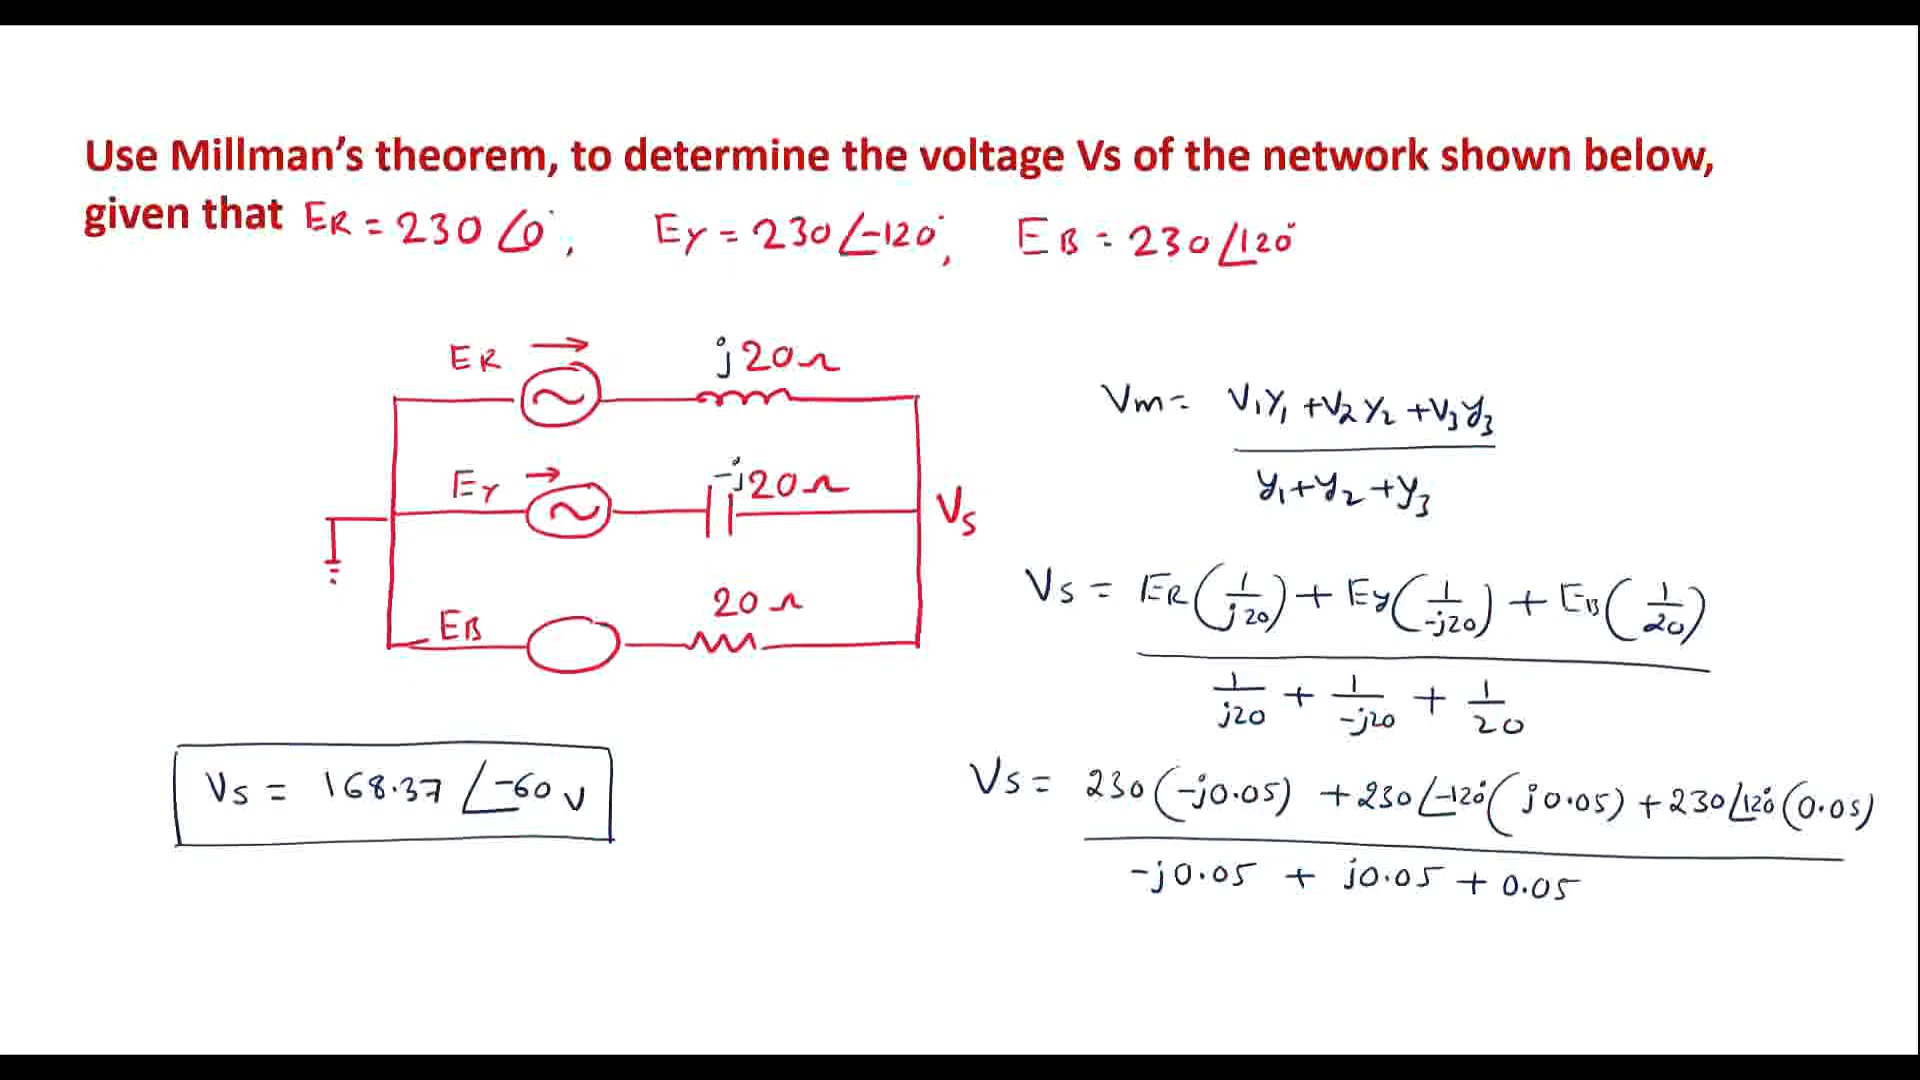 Use Millman's theorem, to determine the voltage Vs of the network shown below,
given that ER = 230 ∠0°, EY = 230 ∠-120°, EB = 230 ∠120°
ER → j20Ω
EY → -j20Ω
Vs
EB 20Ω
Vm = (V1Y1 + V2Y2 + V3Y3) / (Y1 + Y2 + Y3)
Vs = (ER(1/j20) + EY(1/-j20) + EB(1/20)) / (1/j20 + 1/-j20 + 1/20)
Vs = (230(-j0.05) + 230∠-120°(j0.05) + 230∠120°(0.05)) / (-j0.05 + j0.05 + 0.05)
Vs = 168.37 ∠-60 V